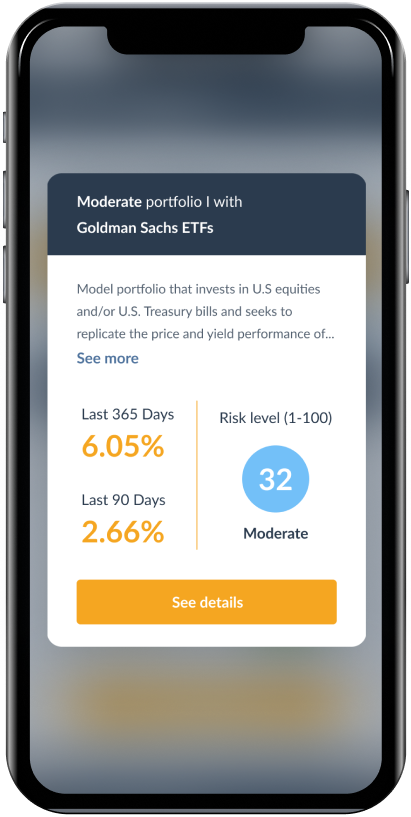 Moderate portfolio I with
Goldman Sachs ETFs
Model portfolio that invests in U.S equities
and/or U.S. Treasury bills and seeks to
replicate the price and yield performance of...
See more
Last 365 Days
6.05%
Last 90 Days
2.66%
Risk level (1-100)
32
Moderate
See details